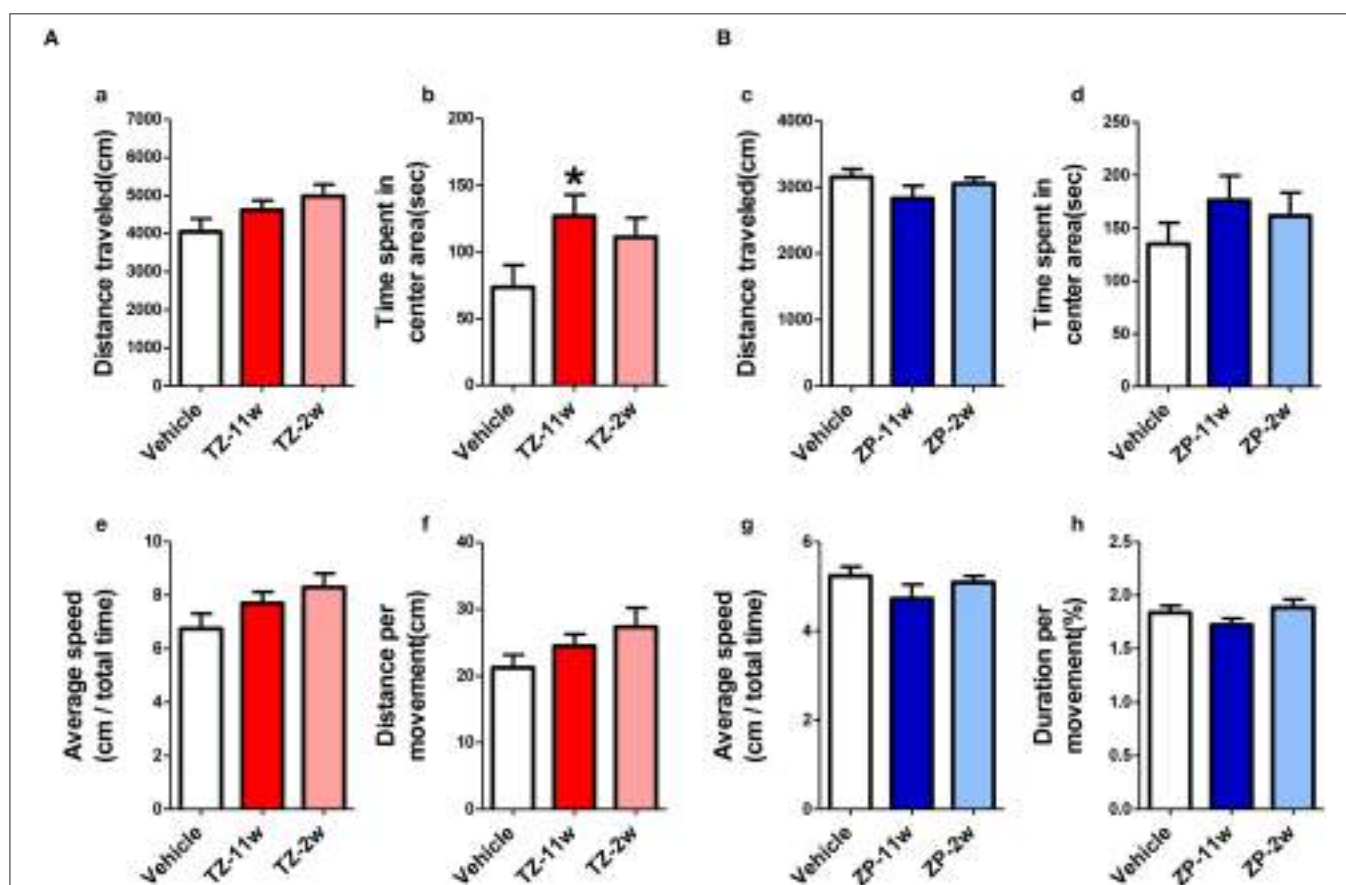 A
B
a
Distance traveled(cm)
7000
6000
5000
4000
3000
2000
1000
0
Vehicle
TZ-11w
TZ-2w
b
Time spent in
center area(sec)
200
150
100
50
0
*
Vehicle
TZ-11w
TZ-2w
c
Distance traveled(cm)
4000
3000
2000
1000
0
Vehicle
ZP-11w
ZP-2w
d
Time spent in
center area(sec)
250
200
150
100
50
0
Vehicle
ZP-11w
ZP-2w
e
Average speed
(cm / total time)
10
8
6
4
2
0
Vehicle
TZ-11w
TZ-2w
f
Distance per
movement(cm)
40
30
20
10
0
Vehicle
TZ-11w
TZ-2w
g
Average speed
(cm / total time)
6
4
2
0
Vehicle
ZP-11w
ZP-2w
h
Duration per
movement(%)
2.5
2.0
1.5
1.0
0.5
0.0
Vehicle
ZP-11w
ZP-2w